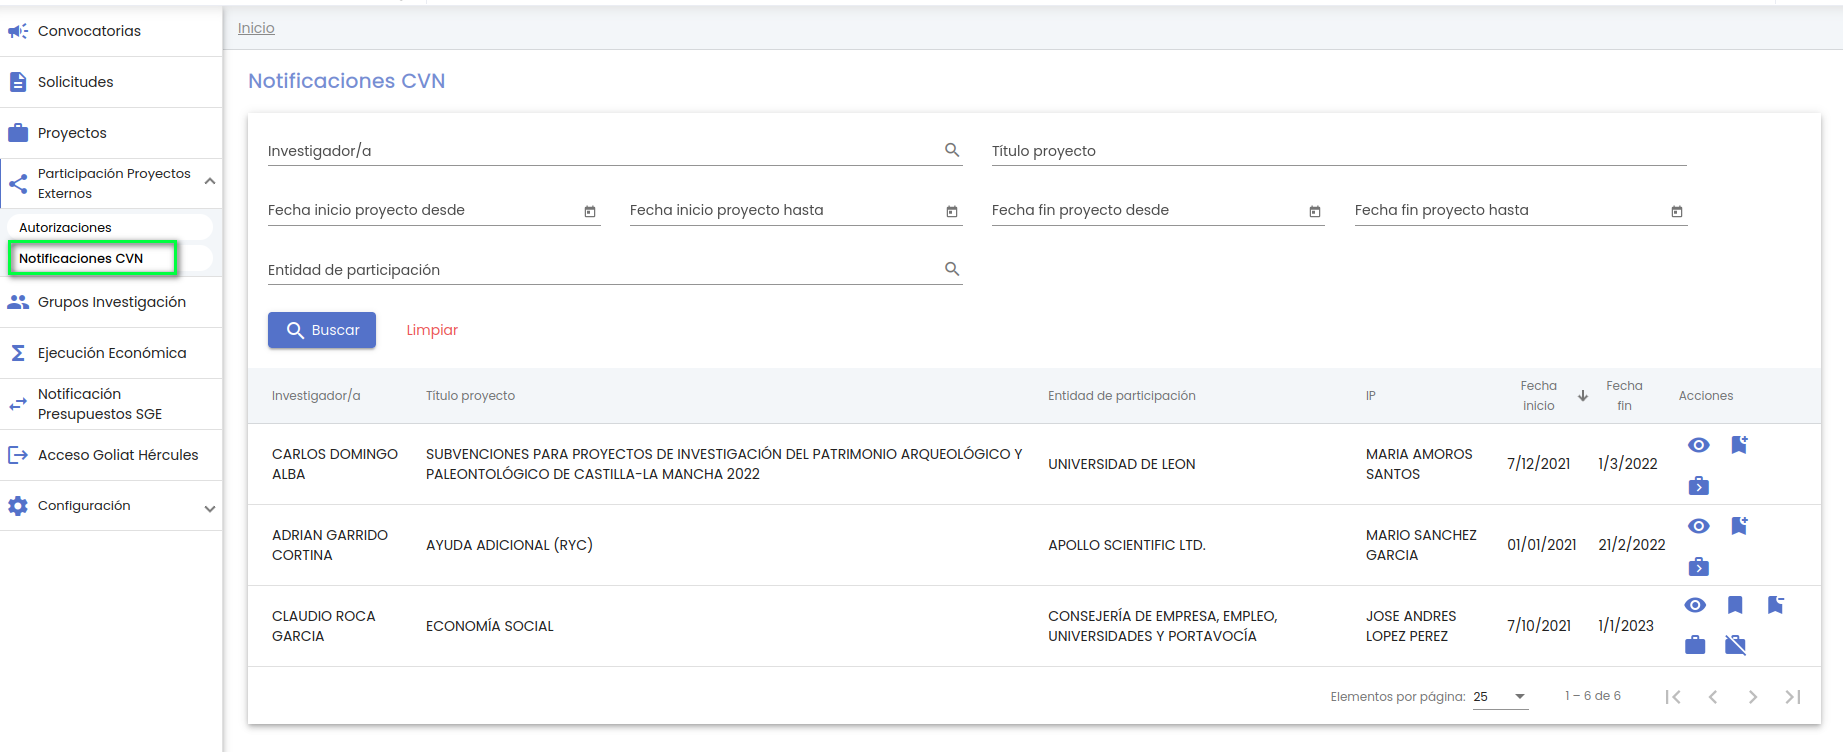 Convocatorias
Solicitudes
Proyectos
Participación Proyectos
Externos
Autorizaciones
Notificaciones CVN
Grupos Investigación
Ejecución Económica
Notificación
Presupuestos SGE
Acceso Goliat Hércules
Configuración
Inicio
Notificaciones CVN
Investigador/a
Título proyecto
Fecha inicio proyecto desde
Fecha inicio proyecto hasta
Fecha fin proyecto desde
Fecha fin proyecto hasta
Entidad de participación
Buscar
Limpiar
Investigador/a
Título proyecto
Entidad de participación
IP
Fecha
inicio
Fecha
fin
Acciones
CARLOS DOMINGO
ALBA
SUBVENCIONES PARA PROYECTOS DE INVESTIGACIÓN DEL PATRIMONIO ARQUEOLÓGICO Y
PALEONTOLÓGICO DE CASTILLA-LA MANCHA 2022
UNIVERSIDAD DE LEON
MARIA AMOROS
SANTOS
7/12/2021
1/3/2022
ADRIAN GARRIDO
CORTINA
AYUDA ADICIONAL (RYC)
APOLLO SCIENTIFIC LTD.
MARIO SANCHEZ
GARCIA
01/01/2021
21/2/2022
CLAUDIO ROCA
GARCIA
ECONOMÍA SOCIAL
CONSEJERÍA DE EMPRESA, EMPLEO,
UNIVERSIDADES Y PORTAVOCÍA
JOSE ANDRES
LOPEZ PEREZ
7/10/2021
1/1/2023
Elementos por página: 25
1 – 6 de 6